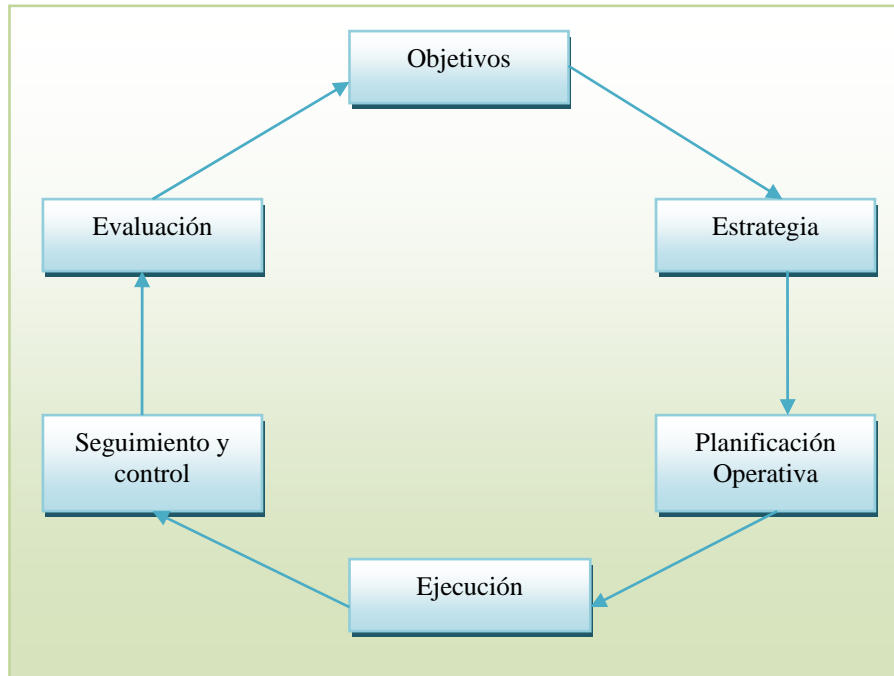 Objetivos
Evaluación
Estrategia
Seguimiento y
control
Planificación
Operativa
Ejecución